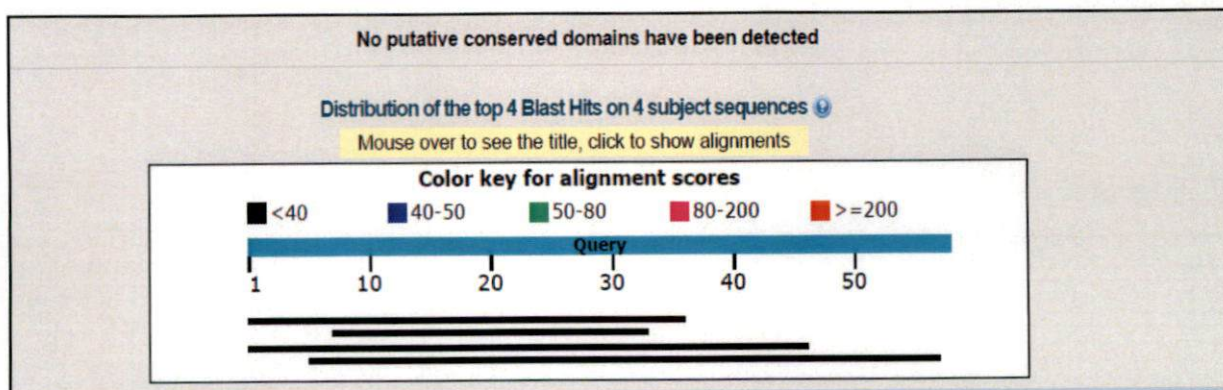 No putative conserved domains have been detected
Distribution of the top 4 Blast Hits on 4 subject sequences
Mouse over to see the title, click to show alignments
Color key for alignment scores
<40 40-50 50-80 80-200 >=200
Query
1 10 20 30 40 50